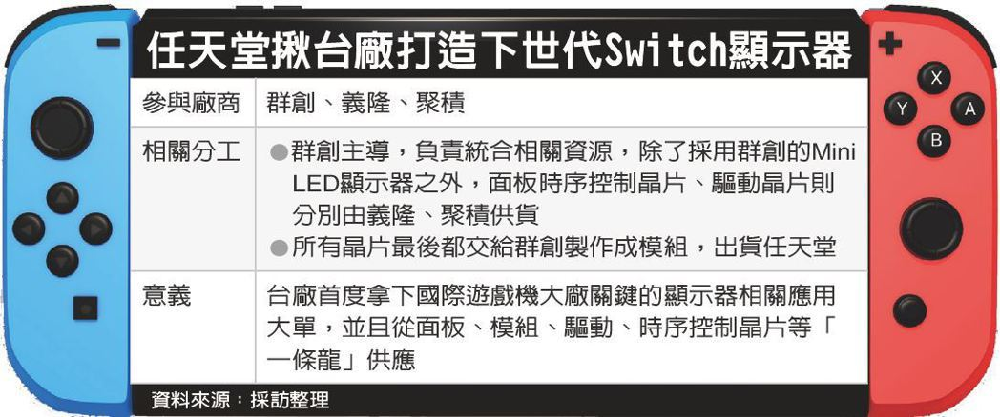 任天堂揪台廠打造下世代Switch顯示器
參與廠商 群創、義隆、聚積
相關分工
●群創主導，負責統合相關資源，除了採用群創的Mini
LED顯示器之外，面板時序控制晶片、驅動晶片則
分別由義隆、聚積供貨
●所有晶片最後都交給群創製作成模組，出貨任天堂
意義
台廠首度拿下國際遊戲機大廠關鍵的顯示器相關應用
大單，並且從面板、模組、驅動、時序控制晶片等「
一條龍」供應
資料來源：採訪整理
X
Y
A
B